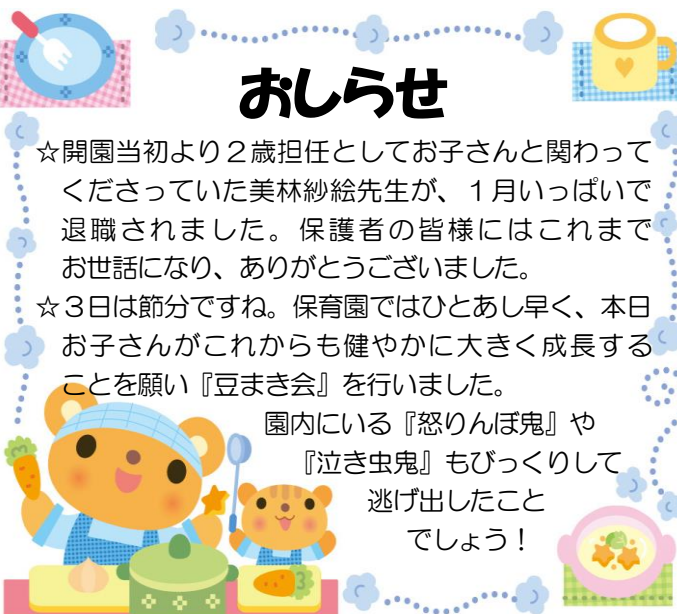 おしらせ
☆開園当初より２歳担任としてお子さんと関わって
くださっていた美林紗絵先生が、１月いっぱいで
退職されました。保護者の皆様にはこれまで
お世話になり、ありがとうございました。
☆３日は節分ですね。保育園ではひとあし早く、本日
お子さんがこれからも健やかに大きく成長する
ことを願い『豆まき会』を行いました。
園内にいる『怒りんぼ鬼』や
『泣き虫鬼』もびっくりして
逃げ出したこと
でしょう！